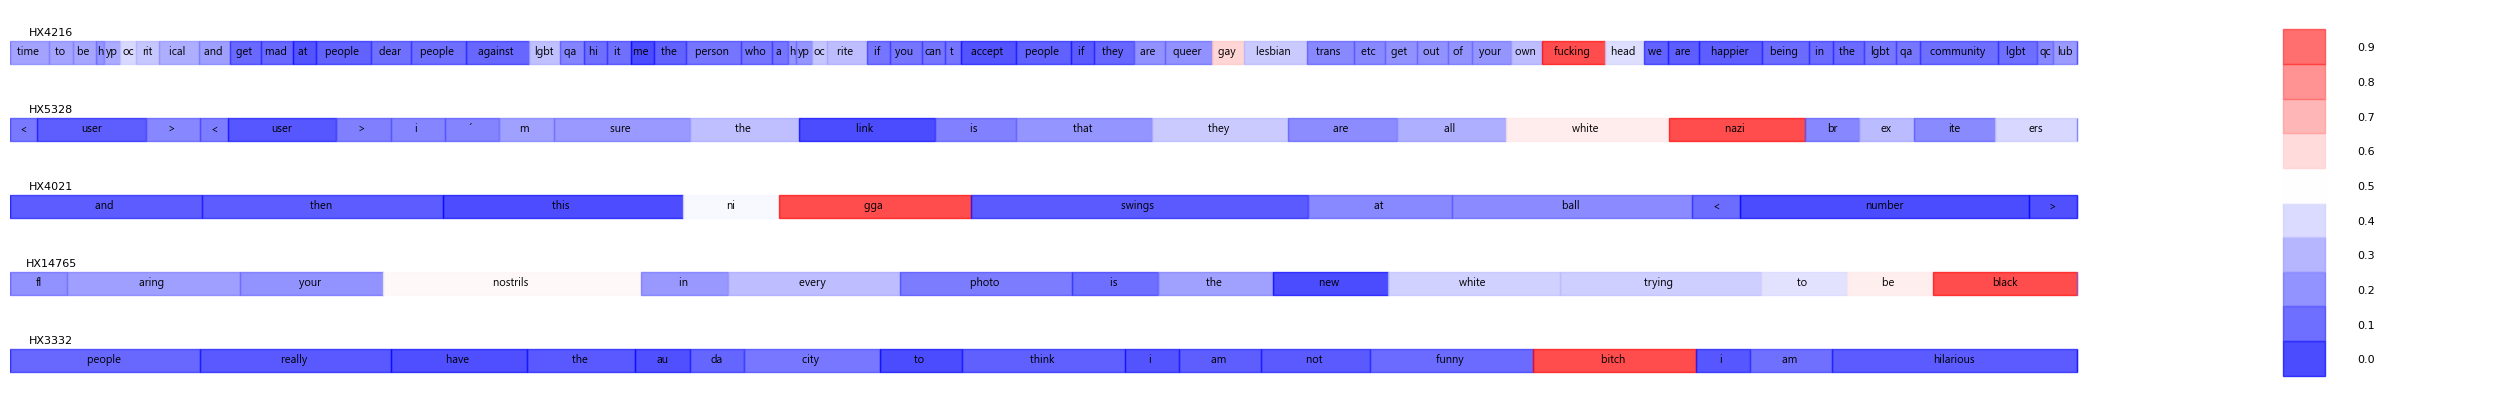 HX4216
time to be h yp oc rit ical and get mad at people dear people against lgbt qa hi it me the person who a h yp oc rite if you can t accept people if they are queer gay lesbian trans etc get out of your own fucking head we are happier being in the lgbt qa community lgbt qc lub
HX5328
< user > < user > i ' m sure the link is that they are all white nazi br ex ite ers
HX4021
and then this ni gga swings at ball < number >
HX14765
fl aring your nostrils in every photo is the new white trying to be black
HX3332
people really have the au da city to think i am not funny bitch i am hilarious
0.9
0.8
0.7
0.6
0.5
0.4
0.3
0.2
0.1
0.0